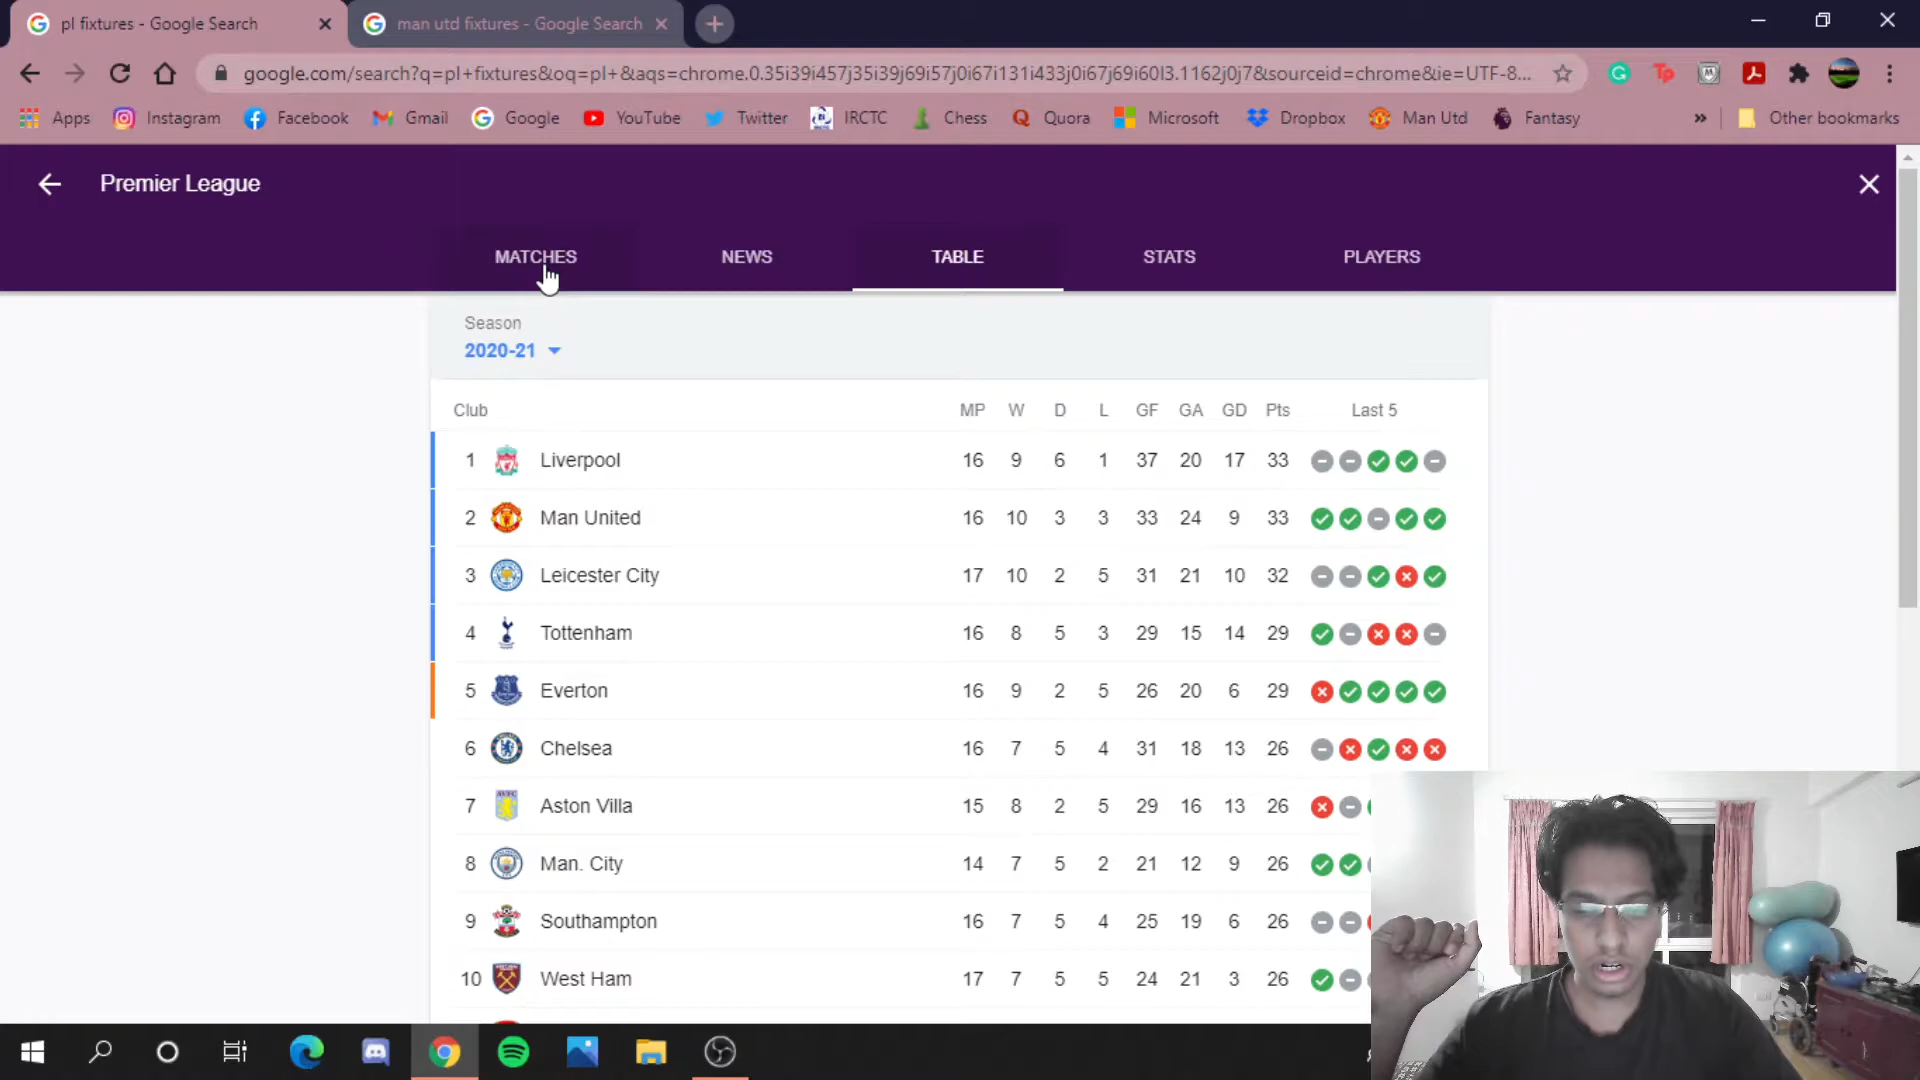 pl fixtures - Google Search
man utd fixtures - Google Search
google.com/search?q=pl+fixtures&oq=pl+&aqs=chrome.0.35i39i457j35i39j69i57j0i67i131i433j0i67j69i60l3.1162j0j7&sourceid=chrome&ie=UTF-8...
Apps Instagram Facebook Gmail Google YouTube Twitter IRCTC Chess Quora Microsoft Dropbox Man Utd Fantasy » Other bookmarks
Premier League
MATCHES NEWS TABLE STATS PLAYERS
Season
2020-21
Club MP W D L GF GA GD Pts Last 5
1 Liverpool 16 9 6 1 37 20 17 33
2 Man United 16 10 3 3 33 24 9 33
3 Leicester City 17 10 2 5 31 21 10 32
4 Tottenham 16 8 5 3 29 15 14 29
5 Everton 16 9 2 5 26 20 6 29
6 Chelsea 16 7 5 4 31 18 13 26
7 Aston Villa 15 8 2 5 29 16 13 26
8 Man. City 14 7 5 2 21 12 9 26
9 Southampton 16 7 5 4 25 19 6 26
10 West Ham 17 7 5 5 24 21 3 26